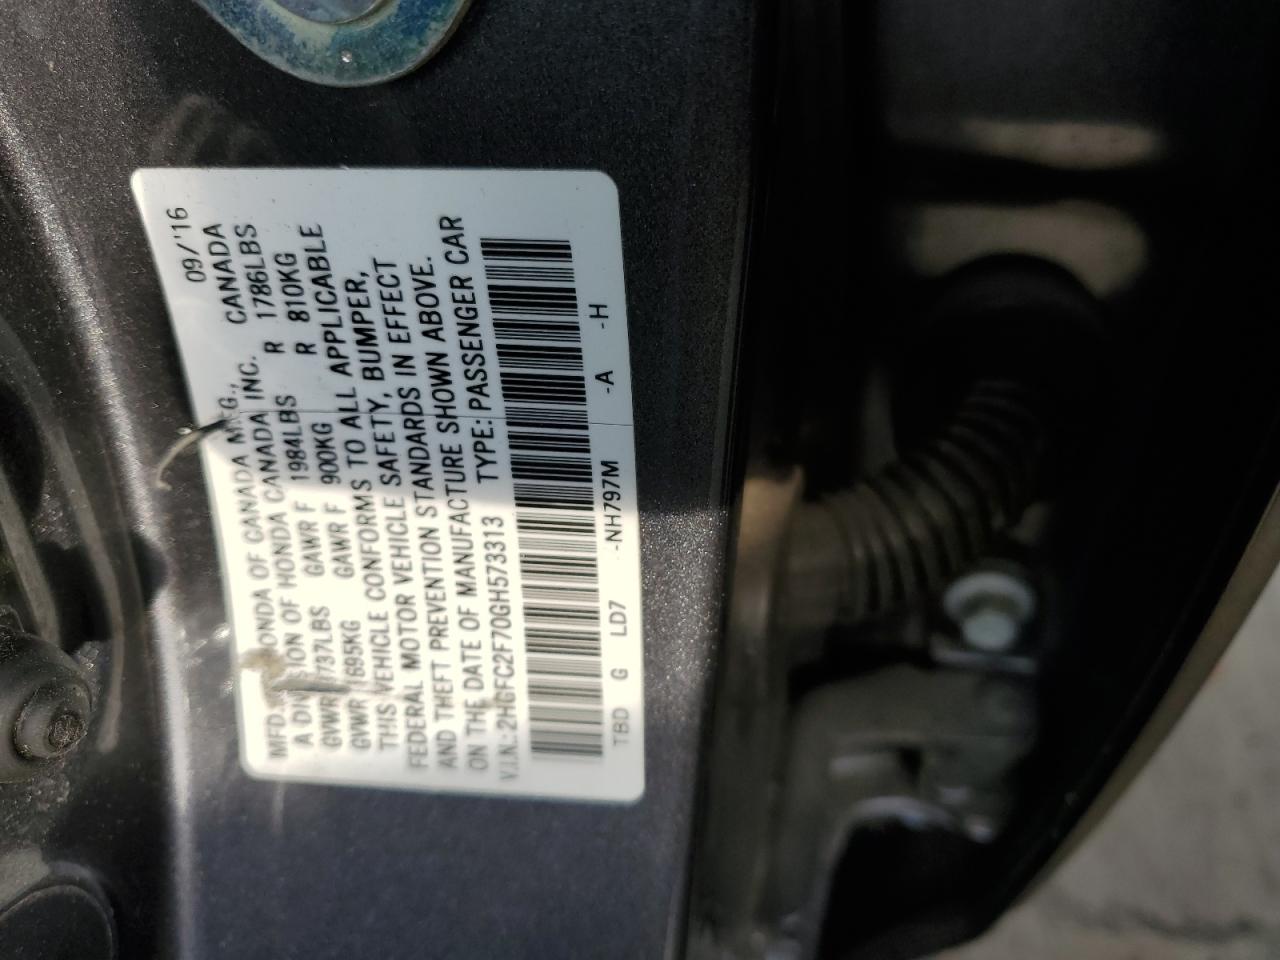 09/'16
MFD. HONDA OF CANADA MFG., CANADA
A DIVISION OF HONDA CANADA INC.
GVWR 1737LBS GAWR F 1984LBS R 1786LBS
GVWR 1695KG GAWR F 900KG R 810KG
THIS VEHICLE CONFORMS TO ALL APPLICABLE
FEDERAL MOTOR VEHICLE SAFETY, BUMPER,
AND THEFT PREVENTION STANDARDS IN EFFECT
ON THE DATE OF MANUFACTURE SHOWN ABOVE.
V.I.N.: 2HGFC2F70GH573313 TYPE: PASSENGER CAR
TBD G LD7 -NH797M -A -H